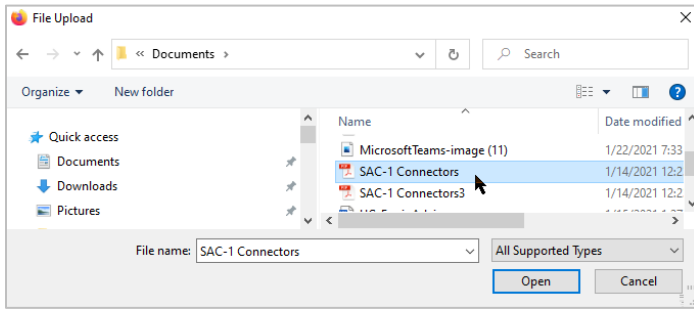 File Upload
« Documents ›
Search
Organize
New folder
Name
Date modified
Quick access
MicrosoftTeams-image (11)
1/22/2021 7:33
Documents
SAC-1 Connectors
1/14/2021 12:2
Downloads
SAC-1 Connectors3
1/14/2021 12:2
Pictures
File name:
SAC-1 Connectors
All Supported Types
Open
Cancel